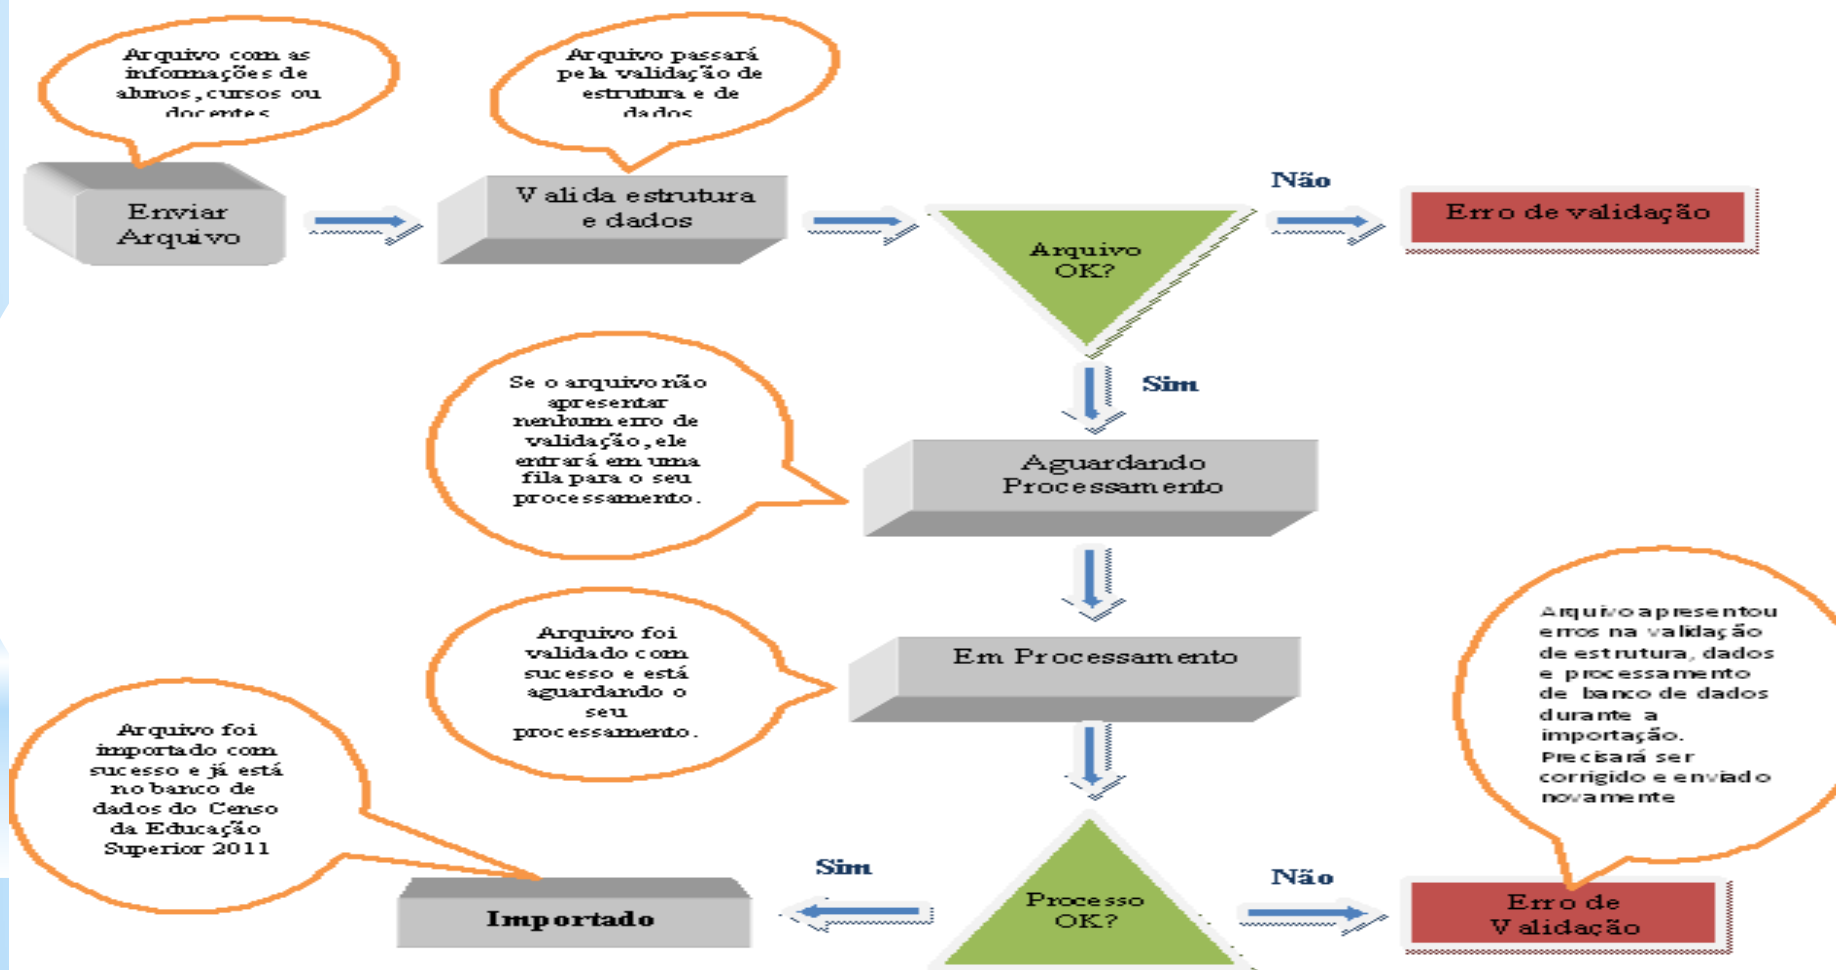 Arquivo com as
informações de
alunos, cursos ou
docentes
Arquivo passará
pela validação de
estrutura e de
dados
Enviar
Arquivo
Valida estrutura
e dados
Arquivo
OK?
Não
Erro de validação
Sim
Se o arquivo não
apresentar
nenhum erro de
validação, ele
entrará em uma
fila para o seu
processamento.
Aguardando
Processamento
Arquivo foi
validado com
sucesso e está
aguardando o
seu
processamento.
Em Processamento
Arquivo apresentou
erros na validação
de estrutura, dados
e processamento
de banco de dados
durante a
importação.
Precisará ser
corrigido e enviado
novamente
Arquivo foi
importado com
sucesso e já está
no banco de
dados do Censo
da Educação
Superior 2011
Importado
Sim
Processo
OK?
Não
Erro de
Validação